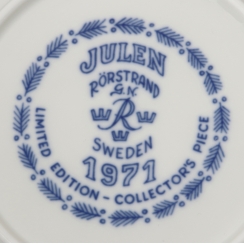 JULEN
RÖRSTRAND
G.N.
R
SWEDEN
1971
LIMITED EDITION - COLLECTOR'S PIECE